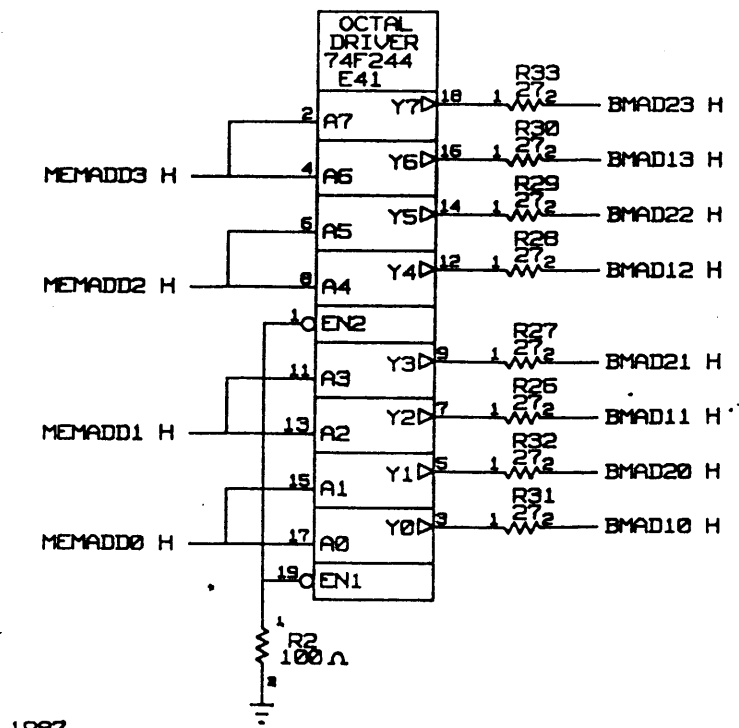 OCTAL
DRIVER
74F244
E41
R33
27
2 A7 Y7 18 1 2 BMAD23 H
R30
27
MEMADD3 H 4 A6 Y6 16 1 2 BMAD13 H
R29
27
6 A5 Y5 14 1 2 BMAD22 H
R28
27
MEMADD2 H 8 A4 Y4 12 1 2 BMAD12 H
1 EN2
R27
27
11 A3 Y3 9 1 2 BMAD21 H
R26
27
MEMADD1 H 13 A2 Y2 7 1 2 BMAD11 H
R32
27
15 A1 Y1 5 1 2 BMAD20 H
R31
27
MEMADD0 H 17 A0 Y0 3 1 2 BMAD10 H
19 EN1
1
R2
100 Ω
2